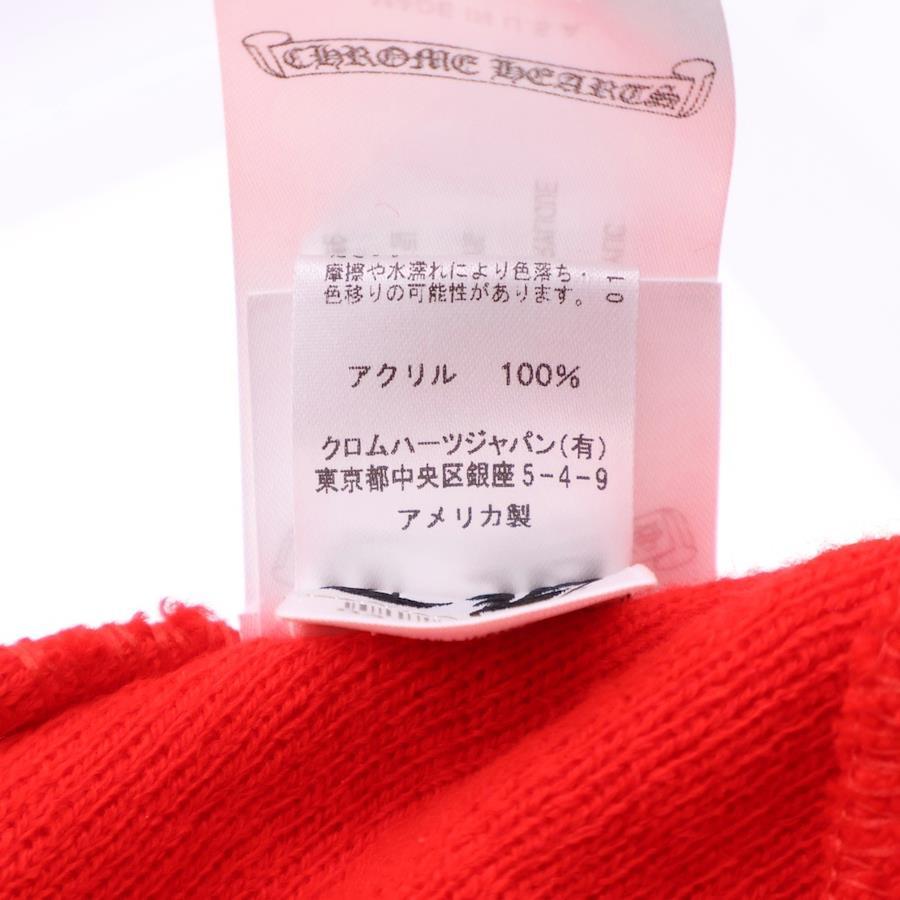 MADE IN U.S.A
CHROME HEARTS
摩擦や水濡れにより色落ち・
色移りの可能性があります。
アクリル 100%
クロムハーツジャパン(有)
東京都中央区銀座5-4-9
アメリカ製